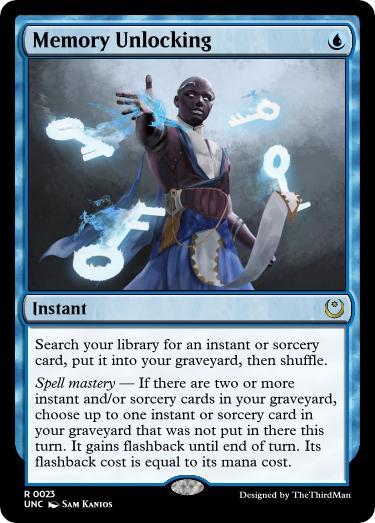 Memory Unlocking
Instant
Search your library for an instant or sorcery
card, put it into your graveyard, then shuffle.
Spell mastery — If there are two or more
instant and/or sorcery cards in your graveyard,
choose up to one instant or sorcery card in
your graveyard that was not put in there this
turn. It gains flashback until end of turn. Its
flashback cost is equal to its mana cost.
R 0023
UNC Sam Kanios
Designed by TheThirdMan